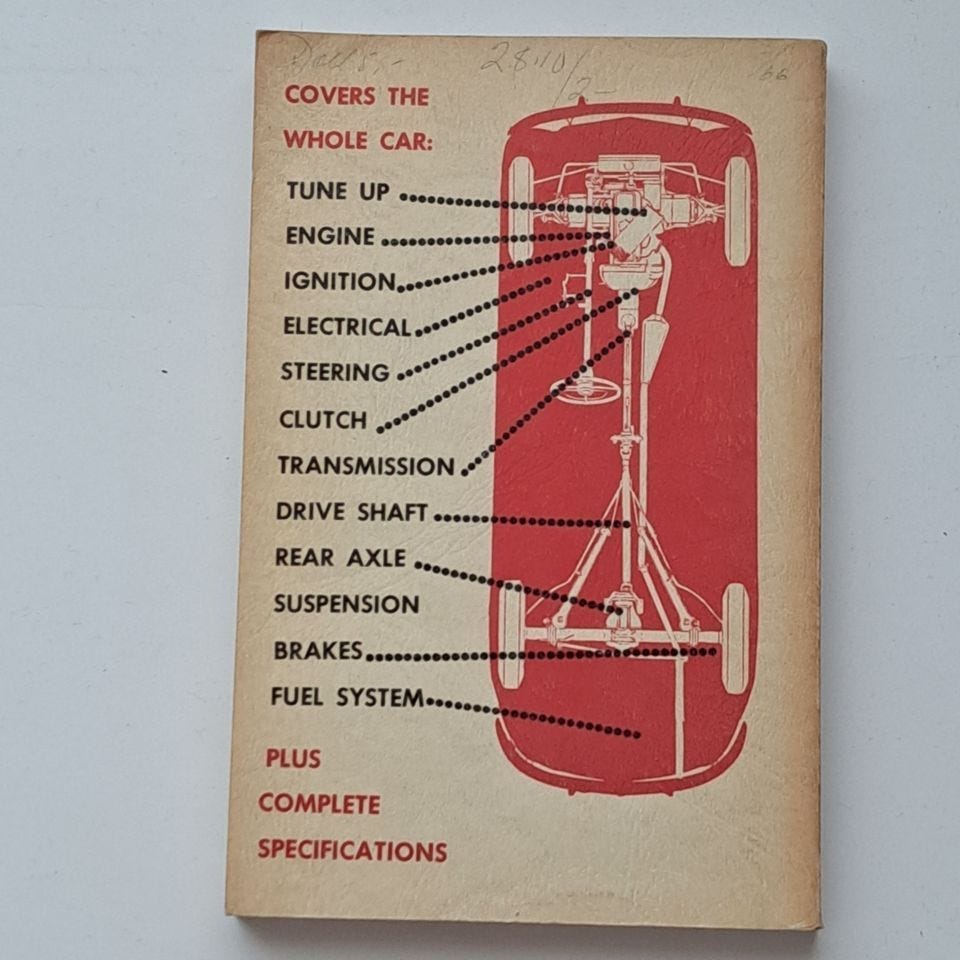 COVERS THE
WHOLE CAR:
TUNE UP
ENGINE
IGNITION
ELECTRICAL
STEERING
CLUTCH
TRANSMISSION
DRIVE SHAFT
REAR AXLE
SUSPENSION
BRAKES
FUEL SYSTEM
PLUS
COMPLETE
SPECIFICATIONS